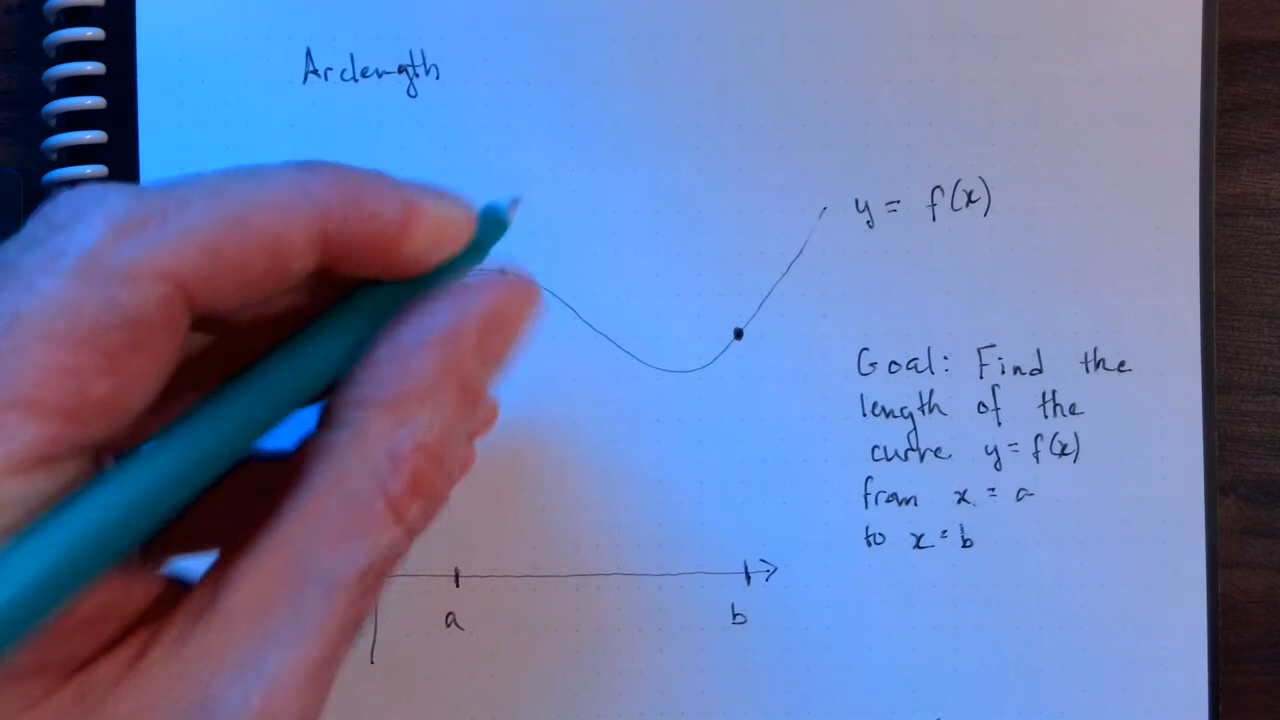 Arclength
y = f(x)
Goal: Find the
length of the
curve y = f(x)
from x = a
to x = b
a
b